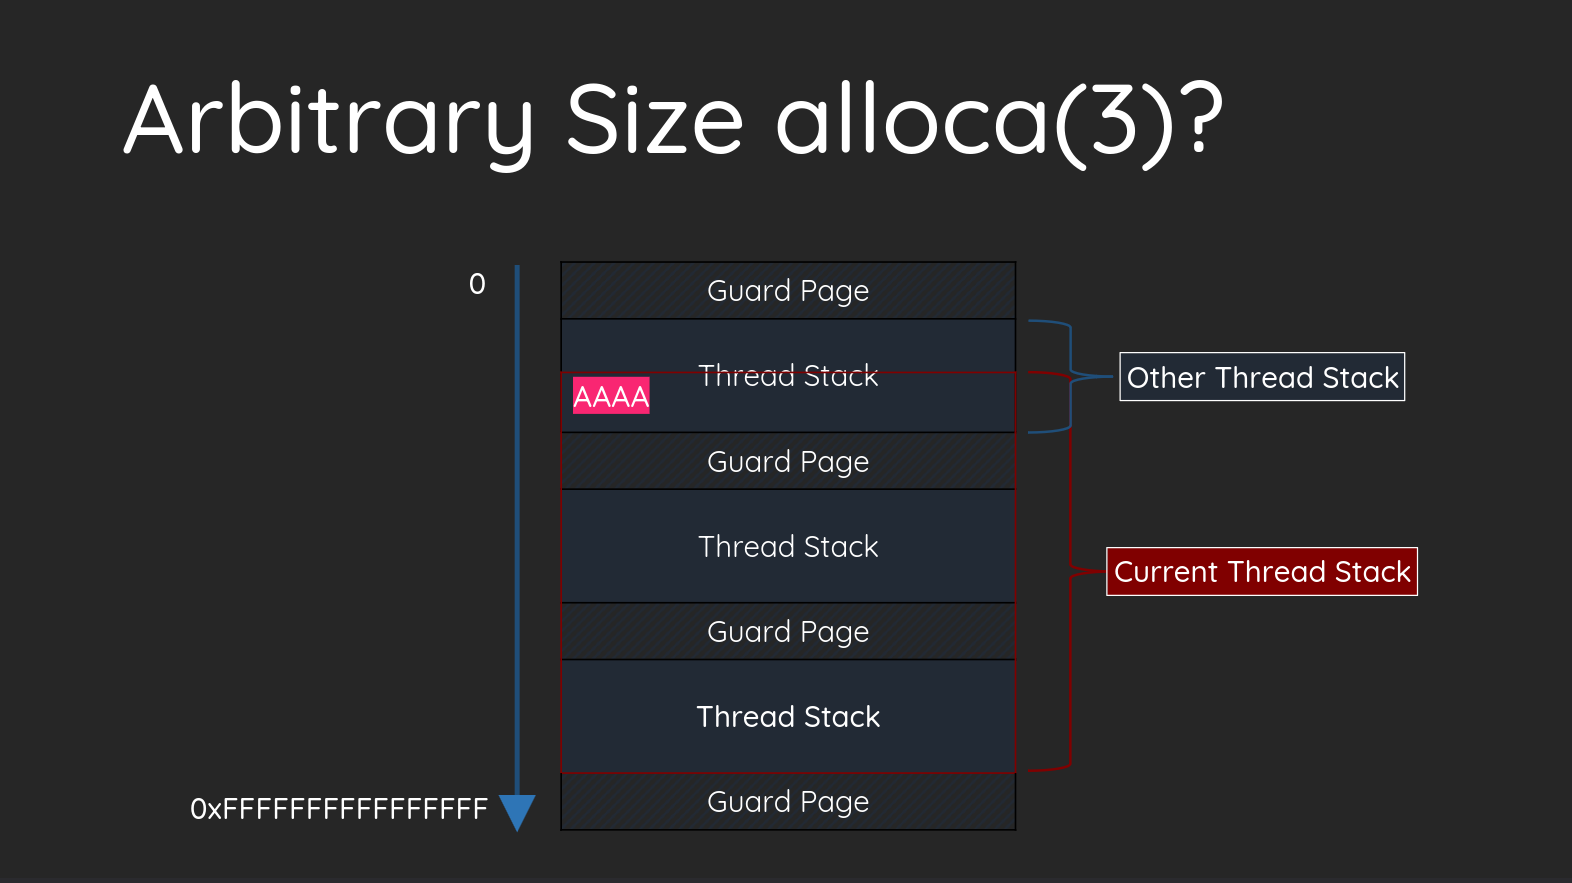 Arbitrary Size alloca(3)?
0
Guard Page
Thread Stack
Other Thread Stack
AAAA
Guard Page
Thread Stack
Current Thread Stack
Guard Page
Thread Stack
0xFFFFFFFFFFFFFFFF
Guard Page